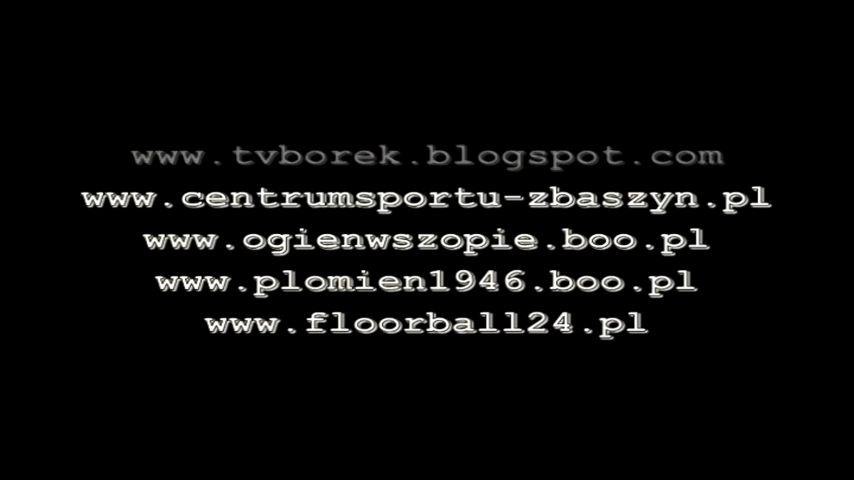 www.tvborek.blogspot.com
www.centrumsportu-zbaszyn.pl
www.ogienwszopie.boo.pl
www.plomien1946.boo.pl
www.floorball24.pl